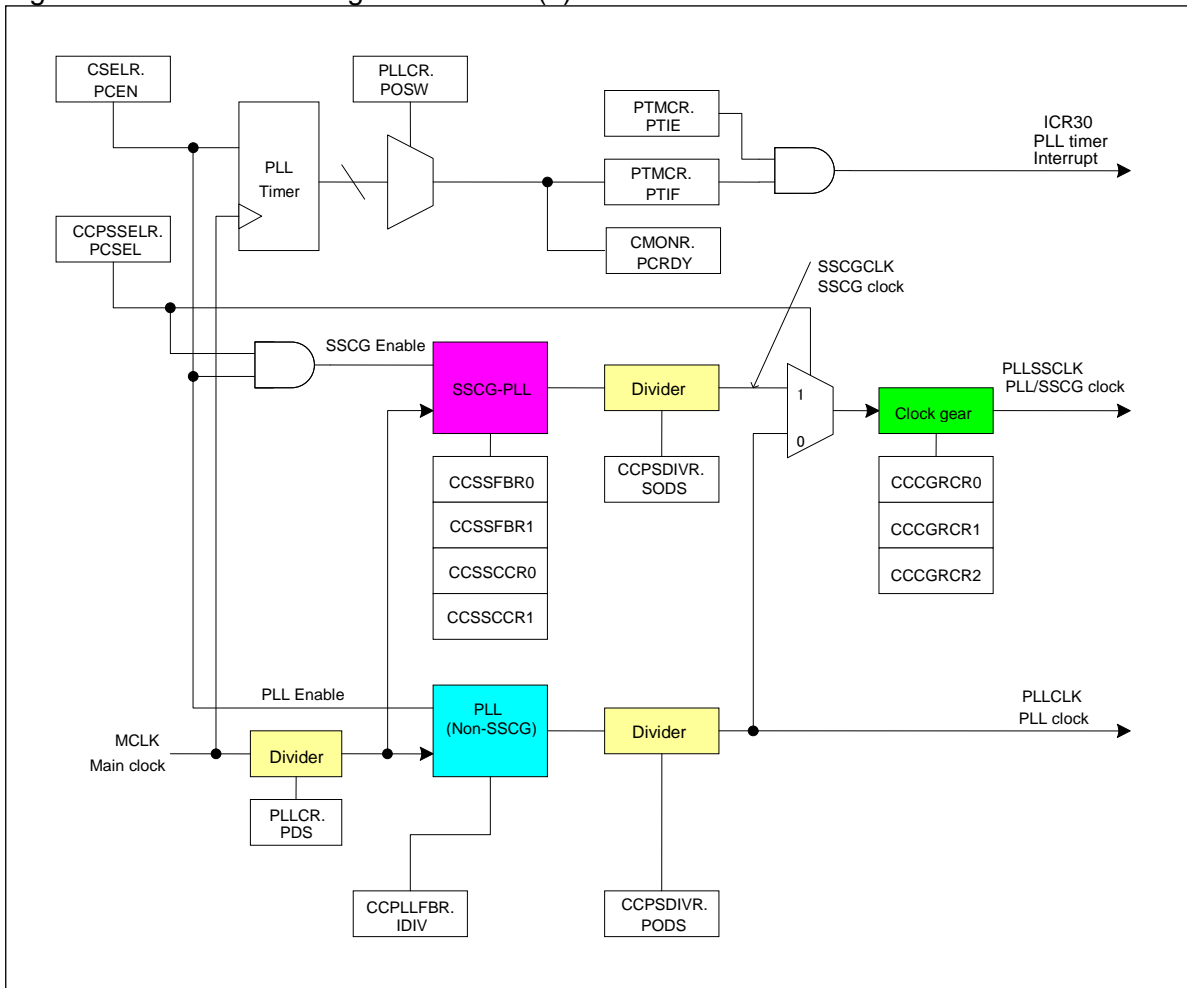 CSELR.
PCEN
PLLCR.
POSW
PTMCR.
PTIE
ICR30
PLL timer
Interrupt
PLL
Timer
PTMCR.
PTIF
CCPSSELR.
PCSEL
CMONR.
PCRDY
SSCGCLK
SSCG clock
SSCG Enable
SSCG-PLL
Divider
1
0
Clock gear
PLLSSCLK
PLL/SSCG clock
CCSSFBR0
CCSSFBR1
CCSSCCR0
CCSSCCR1
CCPSDIVR.
SODS
CCCGRCR0
CCCGRCR1
CCCGRCR2
PLL Enable
PLL
(Non-SSCG)
Divider
PLLCLK
PLL clock
MCLK
Main clock
Divider
PLLCR.
PDS
CCPLLFBR.
IDIV
CCPSDIVR.
PODS